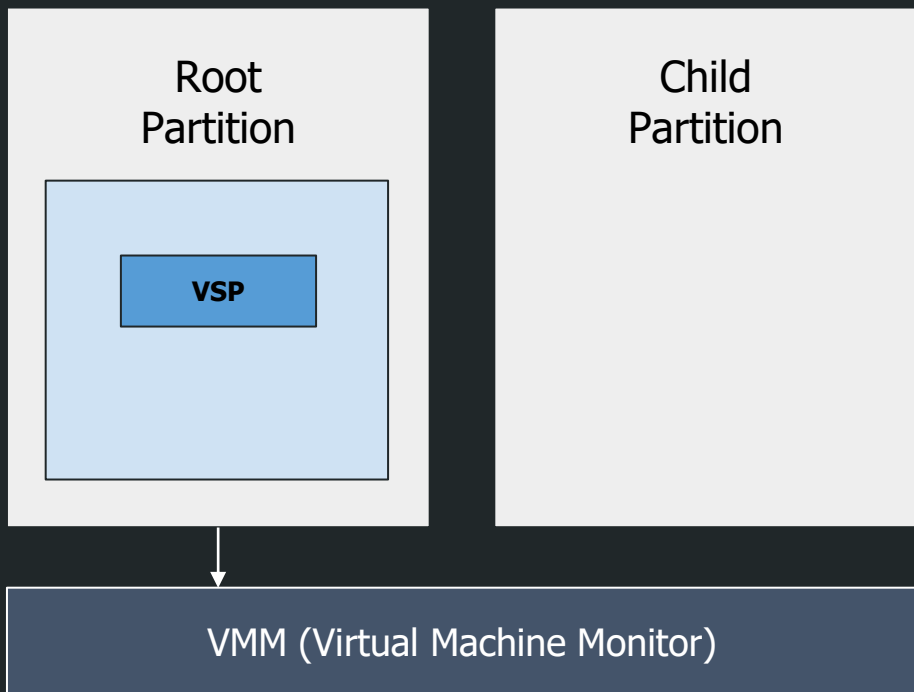 Root
Partition
Child
Partition
VSP
VMM (Virtual Machine Monitor)